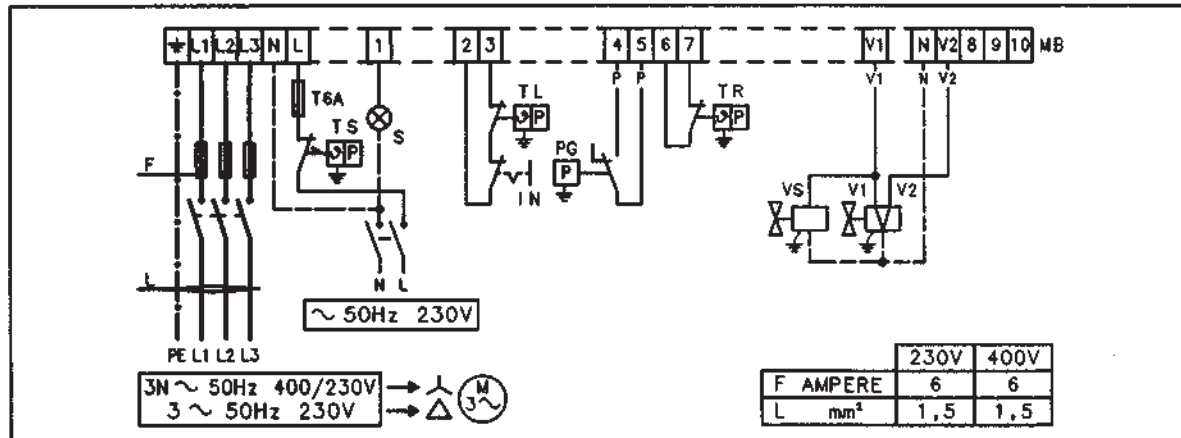 L1 L2 L3 N L 1 2 3 4 5 6 7 V1 N V2 8 9 10 MB
P P V1 N V2
T6A
TS
ϑ P
S
TL
ϑ P
IN
PG
P
TR
ϑ P
F
L
VS V1 V2
N L
~ 50Hz 230V
PE L1 L2 L3
3N ~ 50Hz 400/230V
3 ~ 50Hz 230V
M
3~
230V 400V
F AMPERE 6 6
L mm² 1,5 1,5